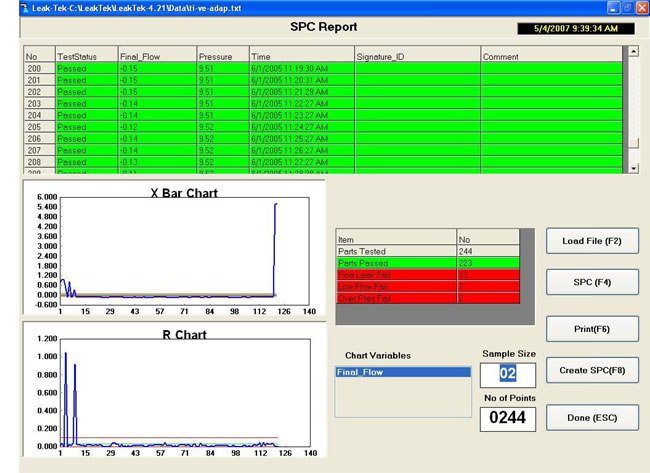 Leak-Tek-C:\LeakTek\LeakTek-4.21\Data\ti-ve-adap.txt
SPC Report
5/4/2007 9:39:34 AM
No TestStatus Final_Flow Pressure Time Signature_ID Comment
200 Passed -0.15 9.51 6/1/2005 11:19:30 AM
201 Passed -0.15 9.51 6/1/2005 11:20:31 AM
202 Passed -0.15 9.51 6/1/2005 11:21:29 AM
203 Passed -0.14 9.51 6/1/2005 11:22:27 AM
204 Passed -0.14 9.51 6/1/2005 11:23:27 AM
205 Passed -0.12 9.52 6/1/2005 11:24:27 AM
206 Passed -0.14 9.52 6/1/2005 11:25:27 AM
207 Passed -0.14 9.52 6/1/2005 11:26:27 AM
208 Passed -0.13 9.52 6/1/2005 11:27:27 AM
X Bar Chart
6.000
5.400
4.800
4.200
3.600
3.000
2.400
1.800
1.200
0.600
0.000
-0.600
1 15 29 43 57 70 84 98 112 126 140
R Chart
1.200
1.000
0.800
0.600
0.400
0.200
0.000
1 15 29 43 57 70 84 98 112 126 140
Item No
Parts Tested 244
Parts Passed 223
Fine Leak Fail 12
Low Flow Fail 7
Over Pres Fail 2
Chart Variables
Final_Flow
Sample Size
02
No of Points
0244
Load File (F2)
SPC (F4)
Print(F6)
Create SPC(F8)
Done (ESC)